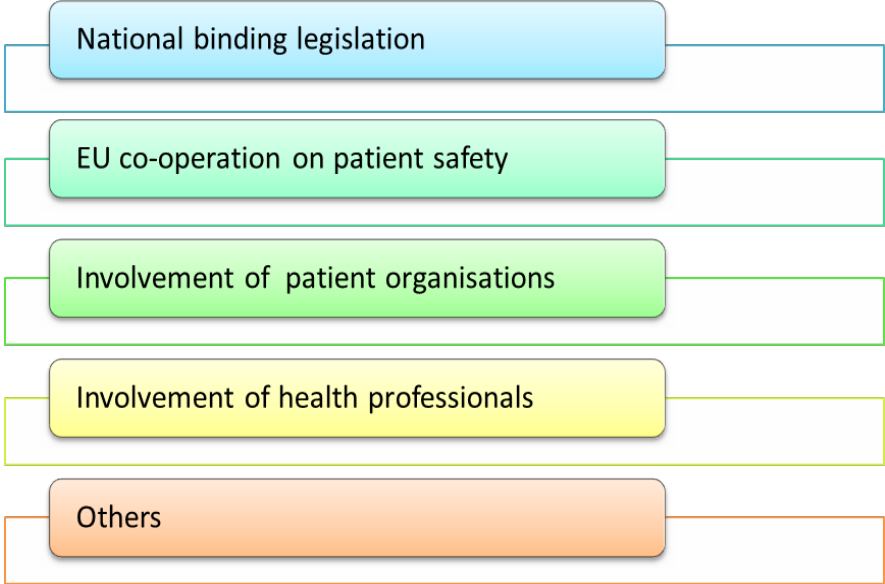 National binding legislation
EU co-operation on patient safety
Involvement of patient organisations
Involvement of health professionals
Others